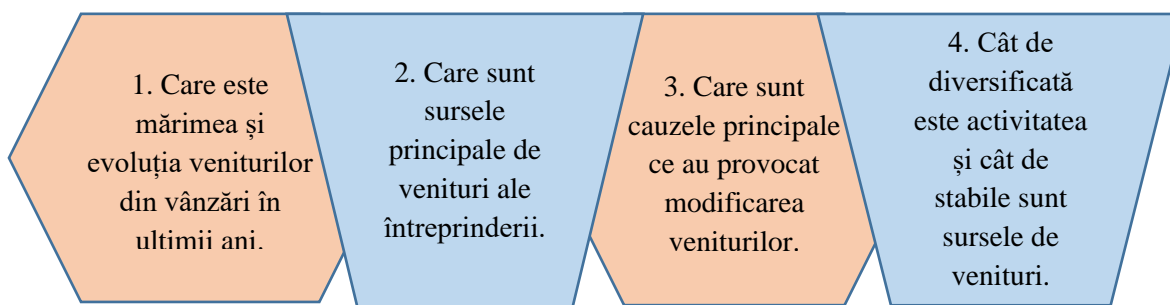 1. Care este
mărimea și
evoluția veniturilor
din vânzări în
ultimii ani.
2. Care sunt
sursele
principale de
venituri ale
întreprinderii.
3. Care sunt
cauzele principale
ce au provocat
modificarea
veniturilor.
4. Cât de
diversificată
este activitatea
și cât de
stabile sunt
sursele de
venituri.